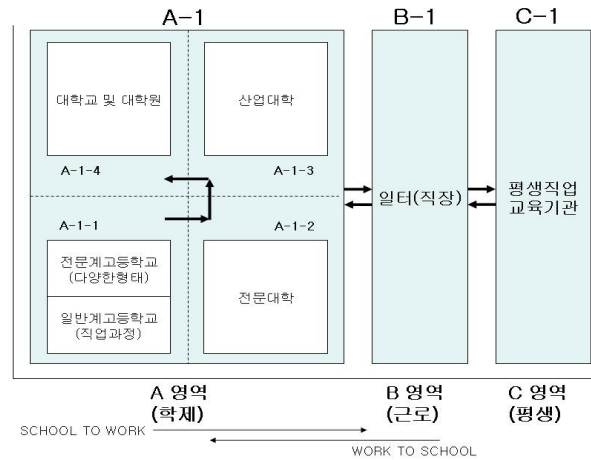 A-1
B-1
C-1
대학교 및 대학원
산업대학
A-1-4
A-1-3
A-1-1
A-1-2
전문계고등학교
(다양한형태)
일반계고등학교
(직업과정)
전문대학
일터(직장)
평생직업
교육기관
A 영역
(학제)
B 영역
(근로)
C 영역
(평생)
SCHOOL TO WORK
WORK TO SCHOOL